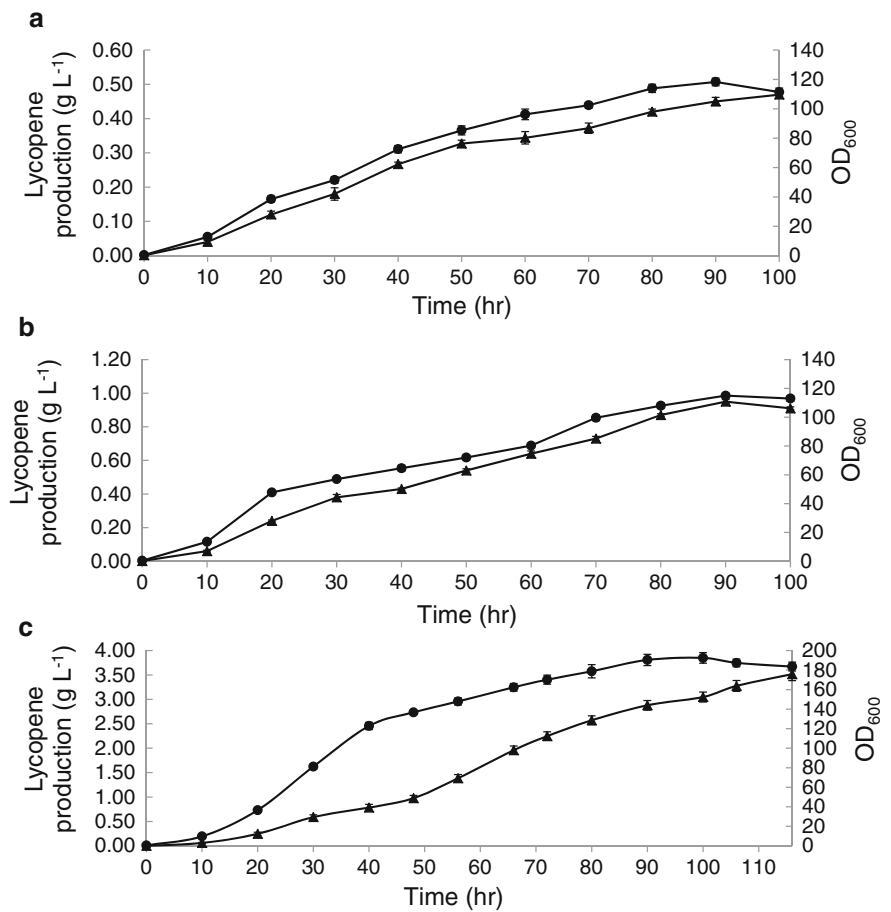 a
Lycopene
production (g L-1)
0.60
0.50
0.40
0.30
0.20
0.10
0.00
140
120
100
80
60
40
20
0
OD600
0 10 20 30 40 50 60 70 80 90 100
Time (hr)
b
Lycopene
production (g L-1)
1.20
1.00
0.80
0.60
0.40
0.20
0.00
140
120
100
80
60
40
20
0
OD600
0 10 20 30 40 50 60 70 80 90 100
Time (hr)
c
Lycopene
production (g L-1)
4.00
3.50
3.00
2.50
2.00
1.50
1.00
0.50
0.00
200
180
160
140
120
100
80
60
40
20
0
OD600
0 10 20 30 40 50 60 70 80 90 100 110
Time (hr)